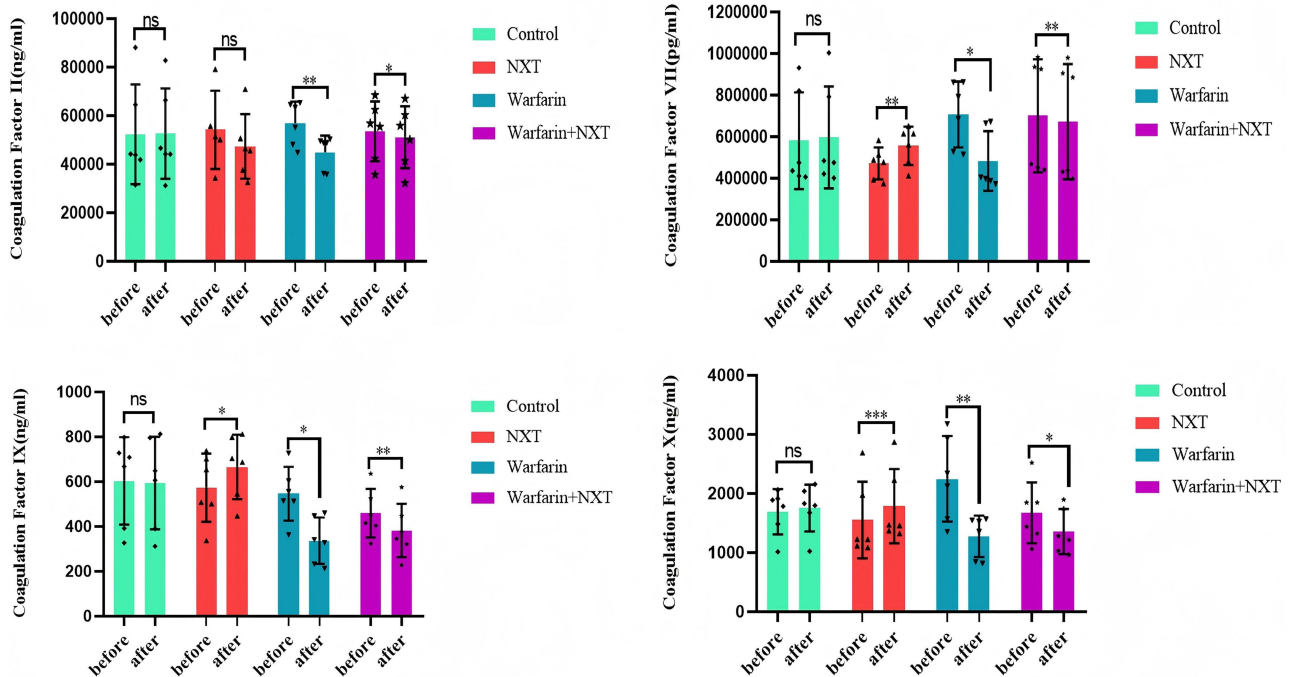 Coagulation Factor II(ng/ml)
100000
80000
60000
40000
20000
0
ns
ns
**
*
before
after
before
after
before
after
before
after
Control
NXT
Warfarin
Warfarin+NXT
Coagulation Factor VII(pg/ml)
1200000
1000000
800000
600000
400000
200000
0
ns
**
*
**
before
after
before
after
before
after
before
after
Control
NXT
Warfarin
Warfarin+NXT
Coagulation Factor IX(ng/ml)
1000
800
600
400
200
0
ns
*
*
**
before
after
before
after
before
after
before
after
Control
NXT
Warfarin
Warfarin+NXT
Coagulation Factor X(ng/ml)
4000
3000
2000
1000
0
ns
***
**
*
before
after
before
after
before
after
before
after
Control
NXT
Warfarin
Warfarin+NXT